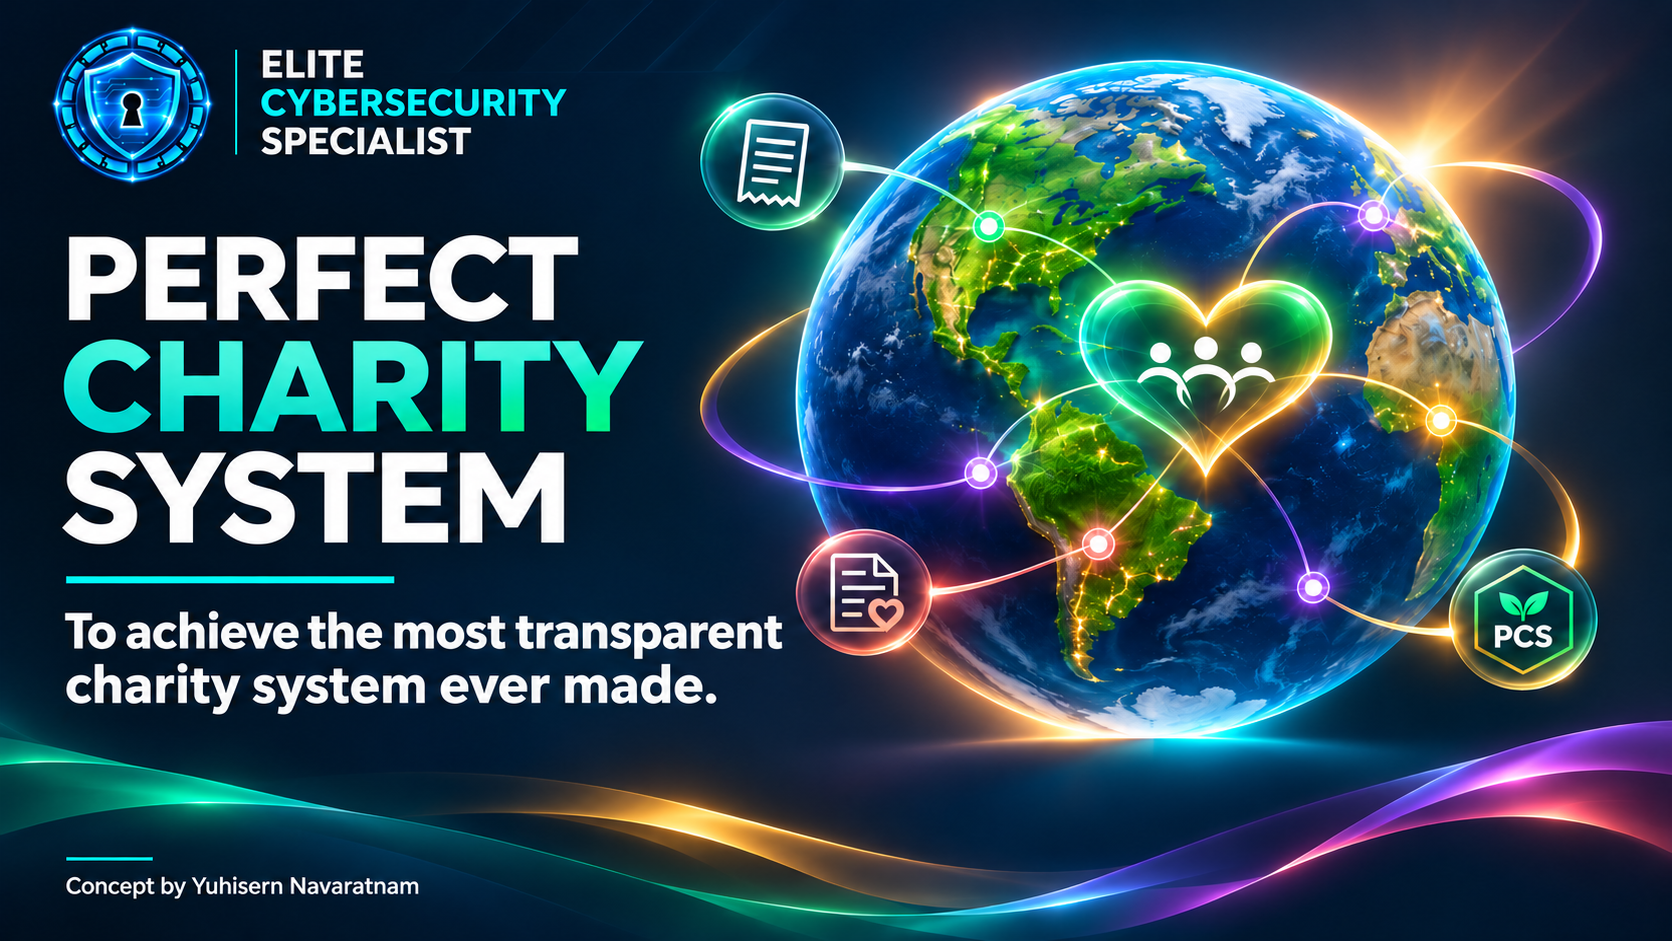 ELITE
CYBERSECURITY
SPECIALIST
PERFECT
CHARITY
SYSTEM
To achieve the most transparent
charity system ever made.
PCS
Concept by Yuhisern Navaratnam